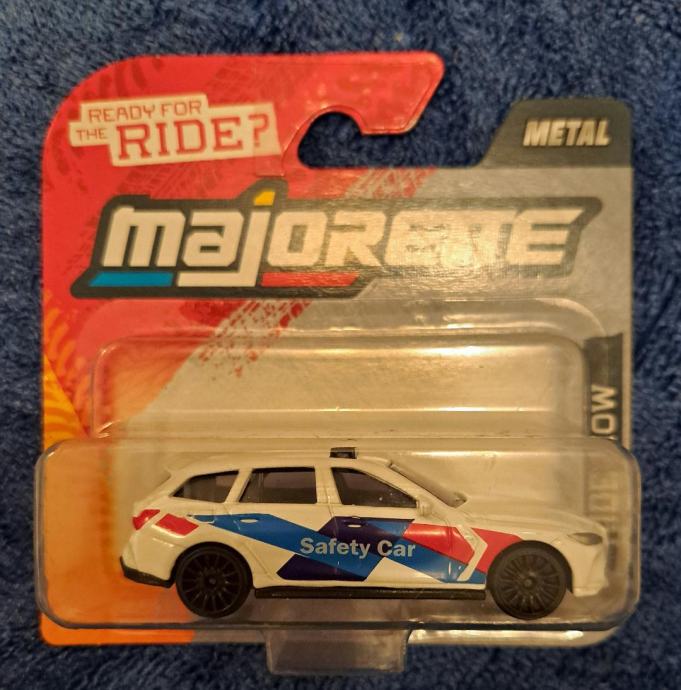 READY FOR
THE RIDE?
METAL
majorette
Safety Car